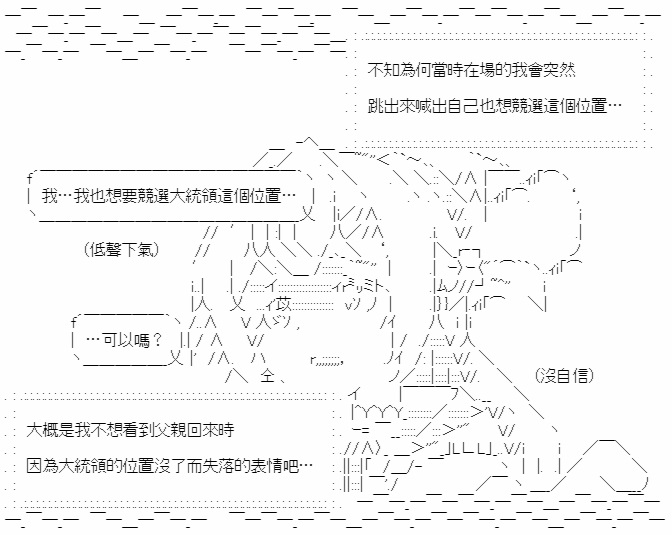 不知為何當時在場的我會突然
跳出來喊出自己也想競選這個位置…
我…我也想要競選大統領這個位置…
(低聲下氣)
…可以嗎？
(沒自信)
大概是我不想看到父親回來時
因為大統領的位置沒了而失落的表情吧…